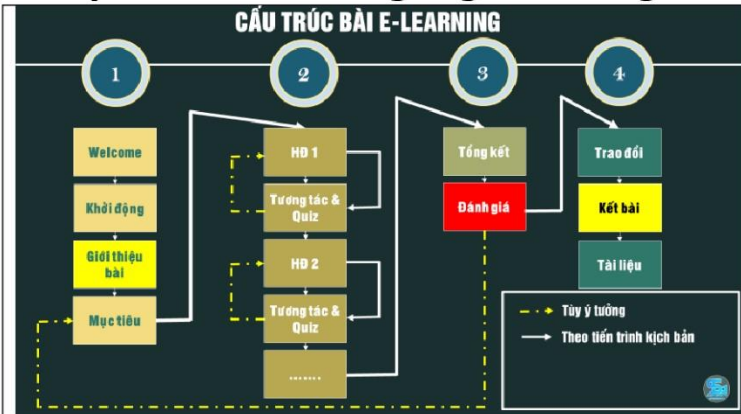 CẤU TRÚC BÀI E-LEARNING
1
2
3
4
Welcome
Khởi động
Giới thiệu
bài
Mục tiêu
HĐ 1
Tương tác &
Quiz
HĐ 2
Tương tác &
Quiz
.......
Tổng kết
Đánh giá
Trao đổi
Kết bài
Tài liệu
Tùy ý tưởng
Theo tiến trình kịch bản